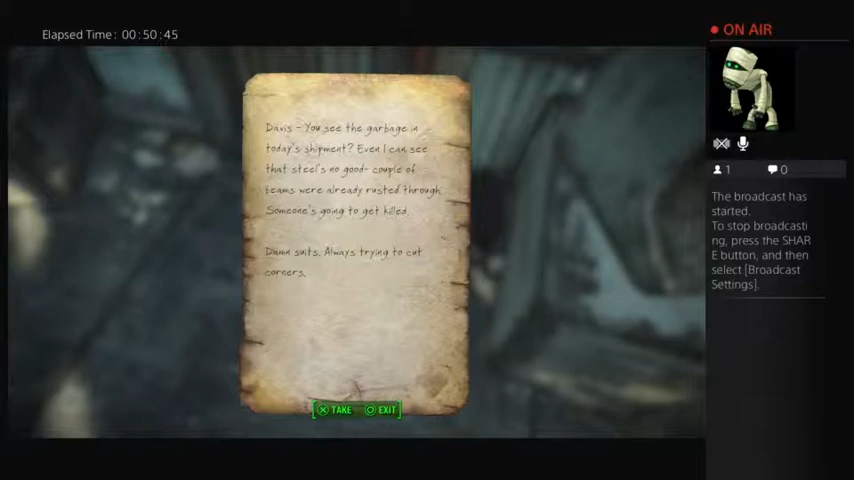 Elapsed Time : 00:50:45
ON AIR
Davis - You see the garbage in
today's shipment? Even I can see
that steel's no good- couple of
beams were already rusted through.
Someone's going to get killed.
Damn suits. Always trying to cut
corners.
TAKE EXIT
1 0
The broadcast has
started.
To stop broadcasti
ng, press the SHAR
E button, and then
select [Broadcast
Settings].